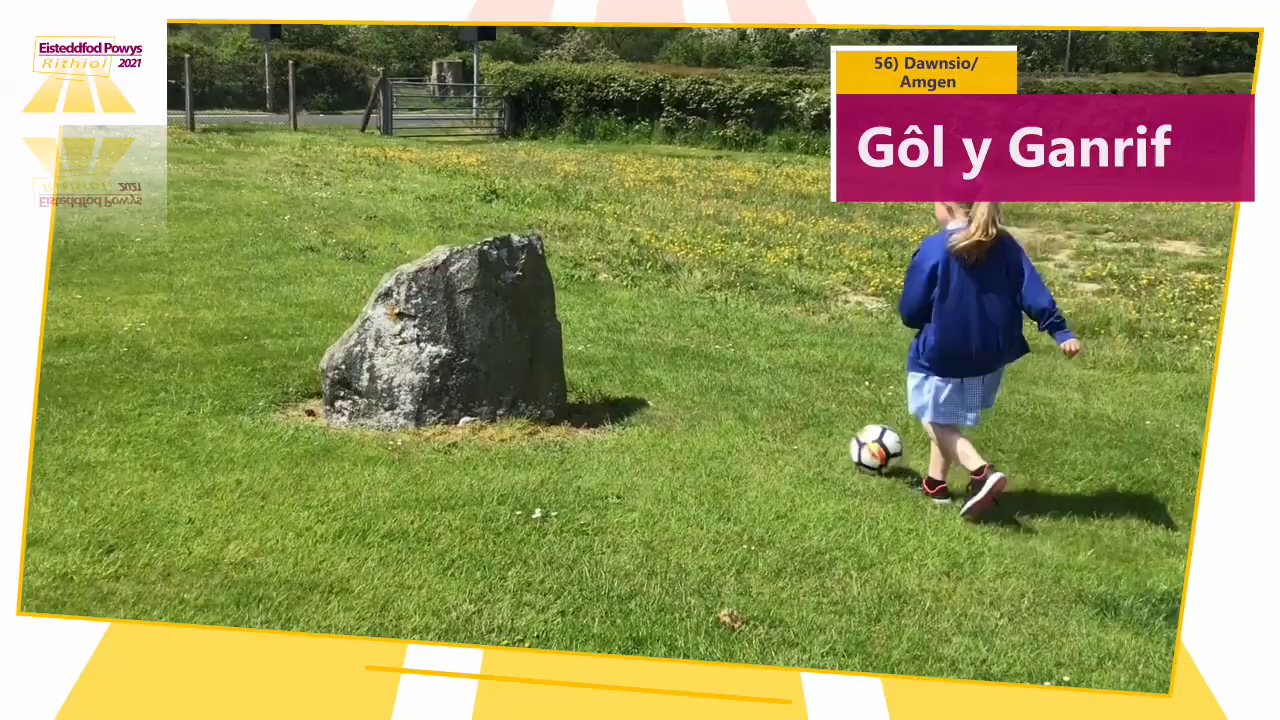 Eisteddfod Powys
Rithiol 2021
56) Dawnsio/
Amgen
Gôl y Ganrif